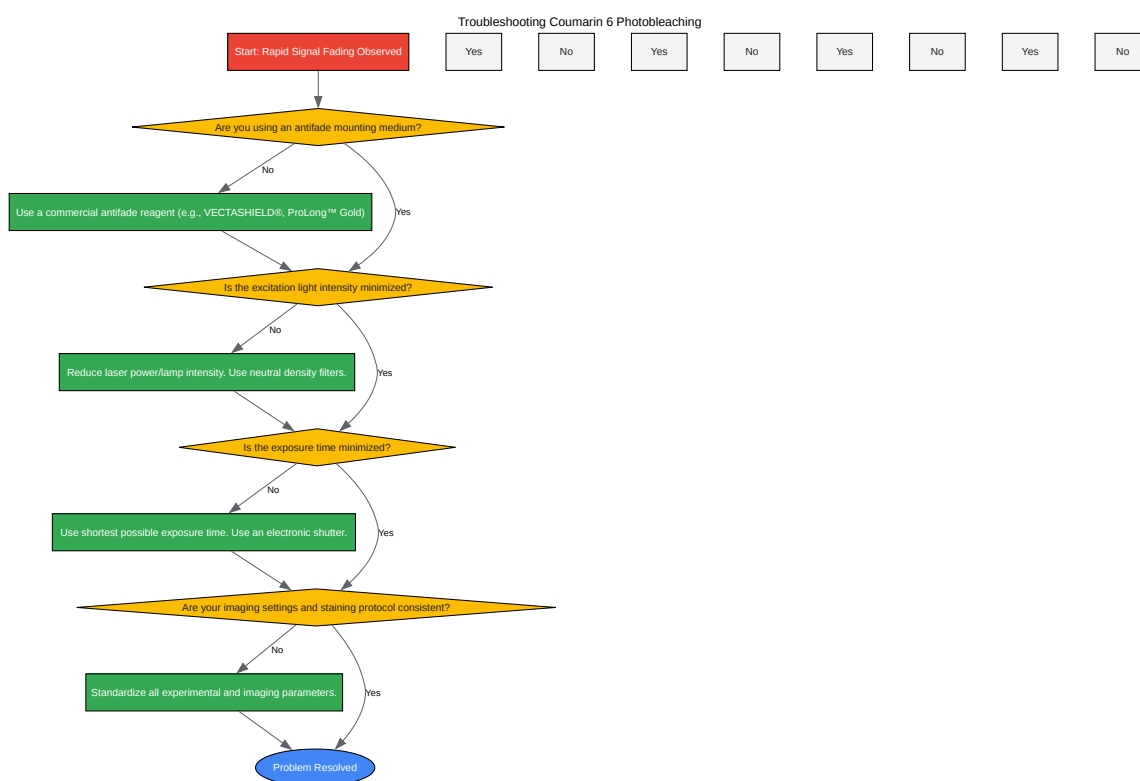 Troubleshooting Coumarin 6 Photobleaching
Start: Rapid Signal Fading Observed
Yes
No
Yes
No
Yes
No
Yes
No
Are you using an antifade mounting medium?
No
Use a commercial antifade reagent (e.g., VECTASHIELD®, ProLong™ Gold)
Yes
Is the excitation light intensity minimized?
No
Reduce laser power/lamp intensity. Use neutral density filters.
Yes
Is the exposure time minimized?
No
Use shortest possible exposure time. Use an electronic shutter.
Yes
Are your imaging settings and staining protocol consistent?
No
Standardize all experimental and imaging parameters.
Yes
Problem Resolved